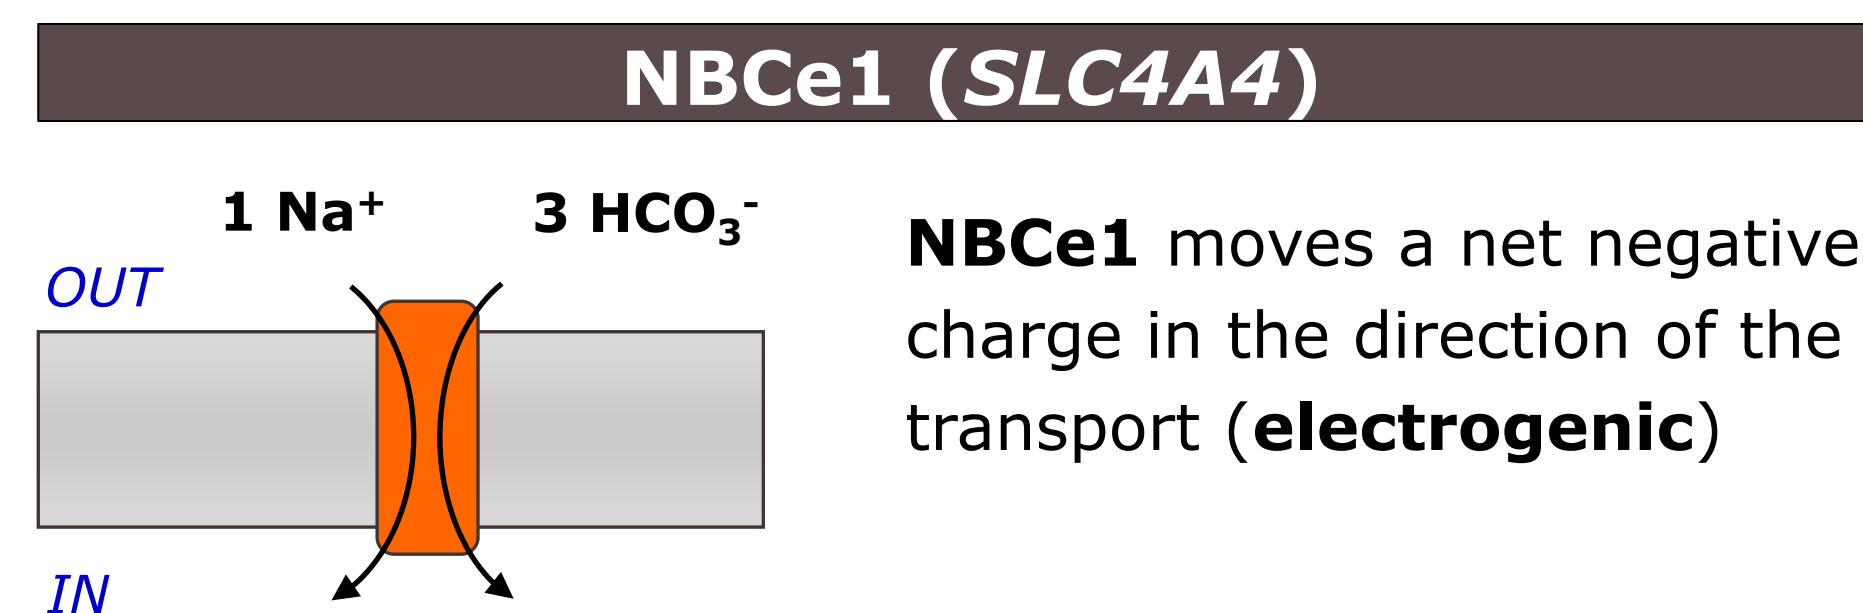 NBCe1 (SLC4A4)
1 Na⁺ 3 HCO₃⁻
OUT
IN
NBCe1 moves a net negative
charge in the direction of the
transport (electrogenic)